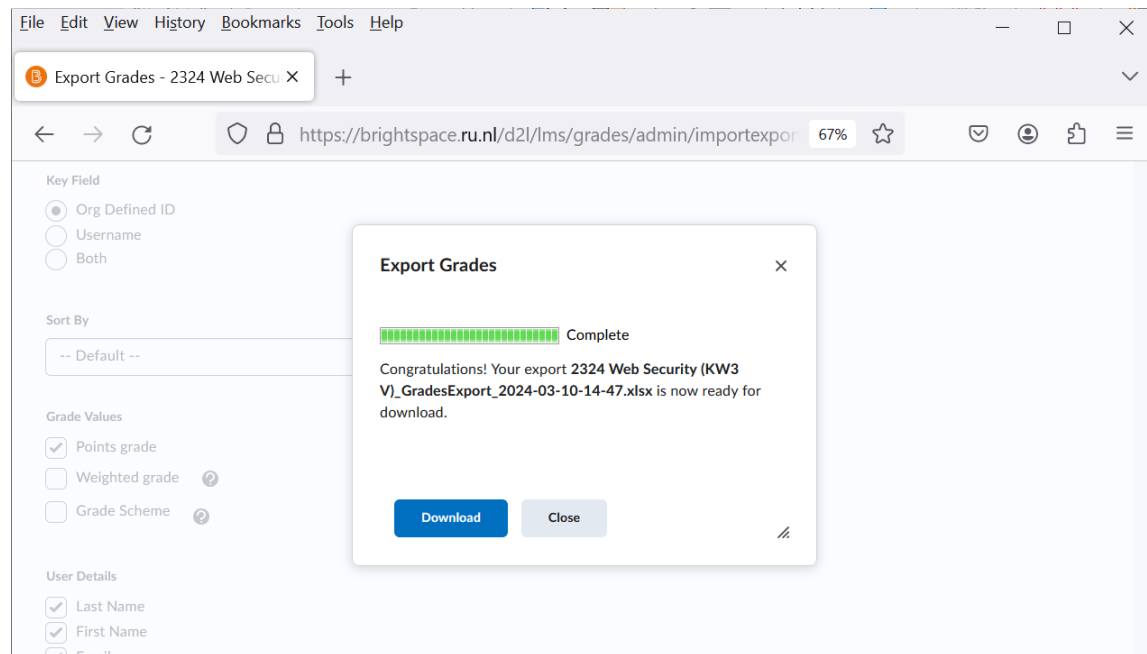 File Edit View History Bookmarks Tools Help
Export Grades - 2324 Web Secu
https://brightspace.ru.nl/d2l/lms/grades/admin/importexpor 67%
Key Field
Org Defined ID
Username
Both
Sort By
-- Default --
Grade Values
Points grade
Weighted grade
Grade Scheme
User Details
Last Name
First Name
Export Grades
Complete
Congratulations! Your export 2324 Web Security (KW3
V)_GradesExport_2024-03-10-14-47.xlsx is now ready for
download.
Download Close